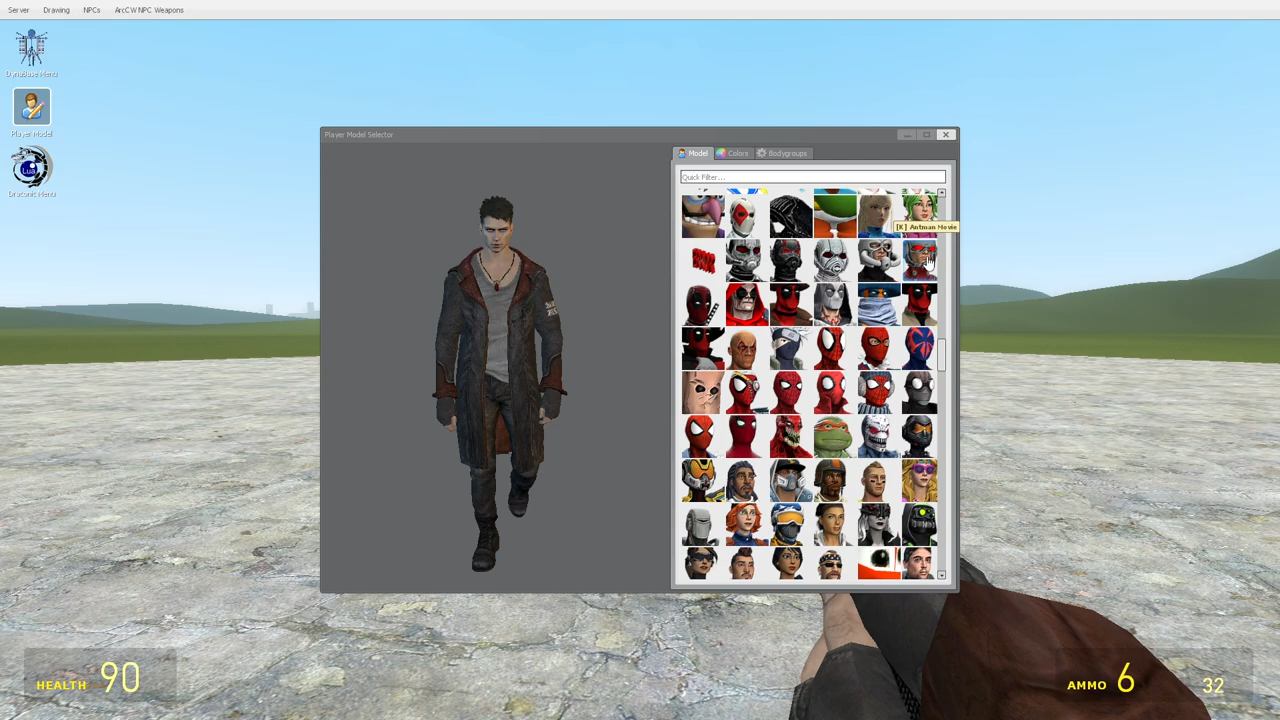 Server Drawing NPCs ArcCW NPC Weapons
DynaBase Menu
Player Model
Draconic Menu
Lua
Player Model Selector
Model Colors Bodygroups
Quick Filter...
[K] Antman Movie
HEALTH 90
AMMO 6 32